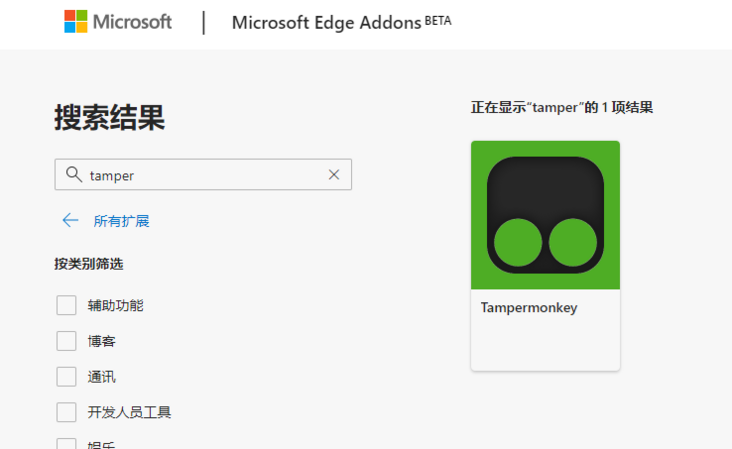 Microsoft | Microsoft Edge Addons BETA
搜索结果
tamper
所有扩展
按类别筛选
辅助功能
博客
通讯
开发人员工具
娱乐
正在显示“tamper”的 1 项结果
Tampermonkey